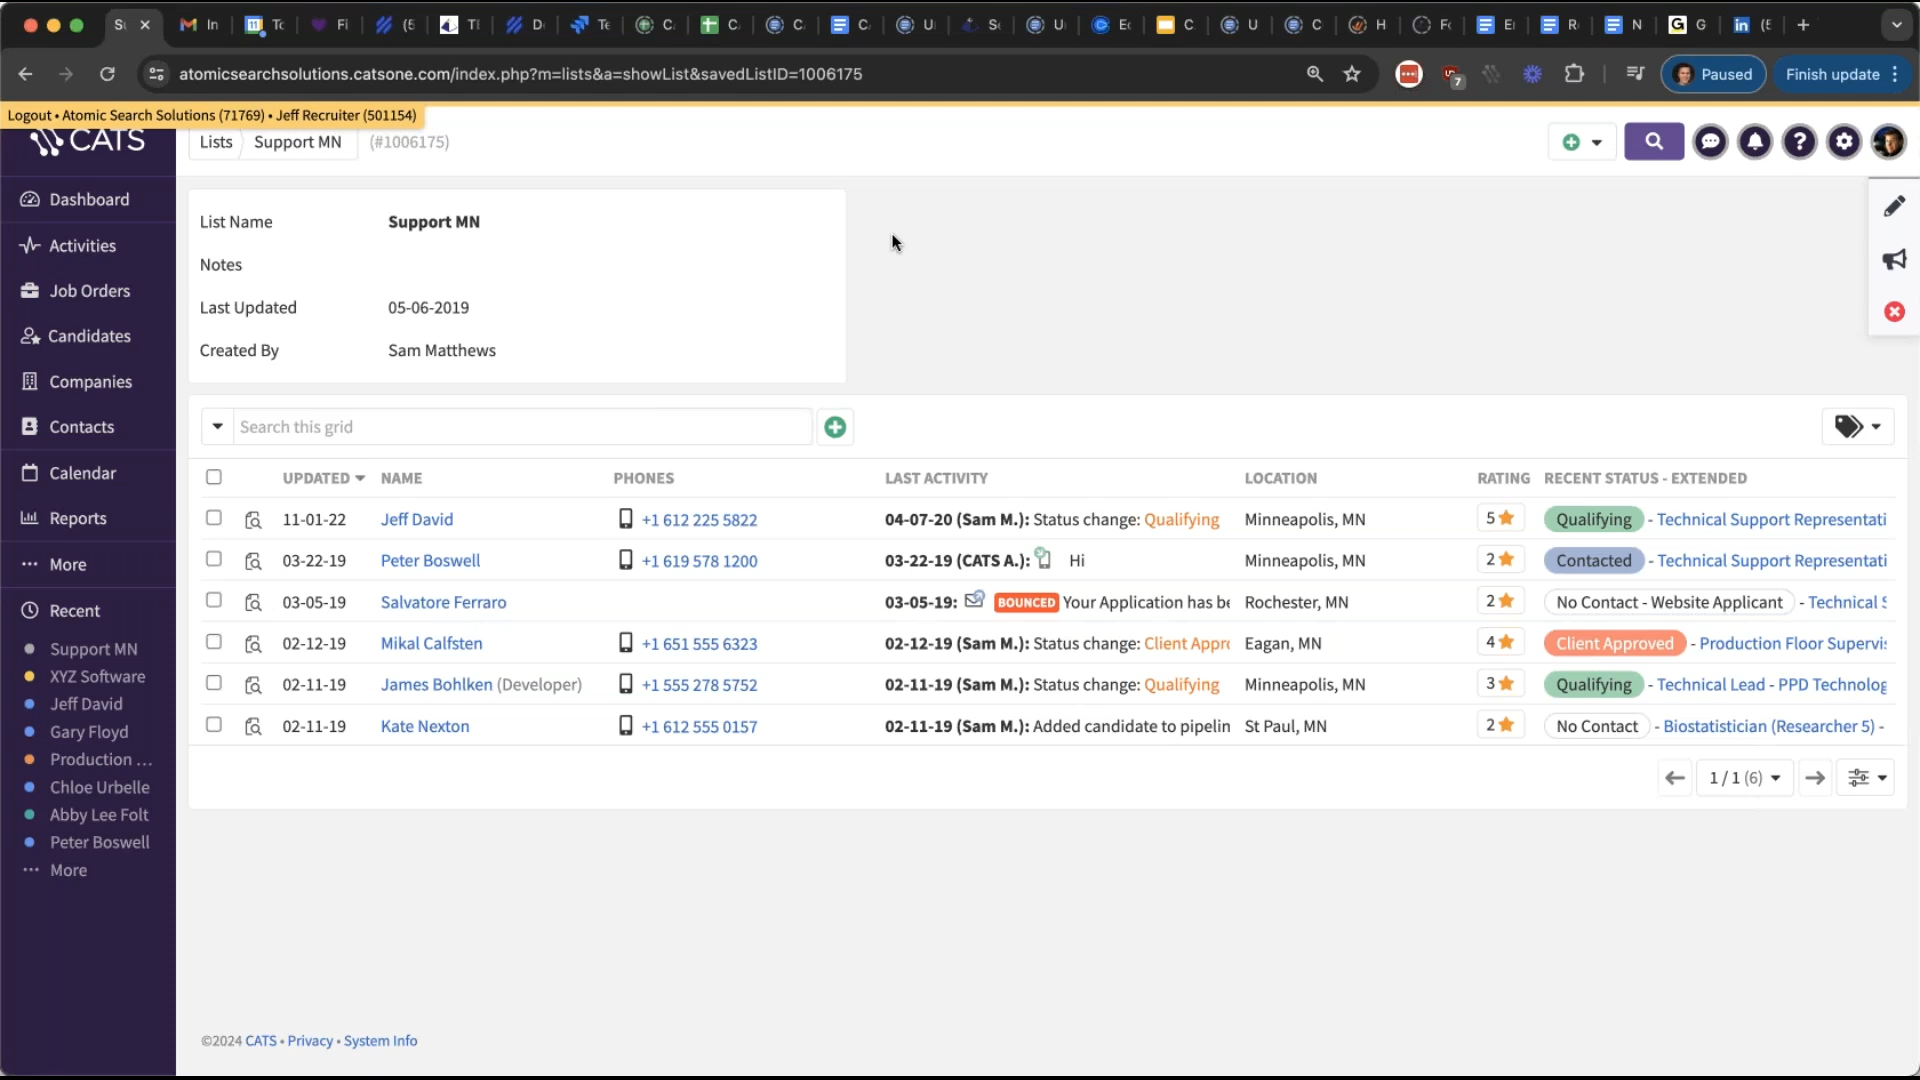 atomicsearchsolutions.catsone.com/index.php?m=lists&a=showList&savedListID=1006175
7
Paused
Finish update
Logout • Atomic Search Solutions (71769) • Jeff Recruiter (501154)
CATS
Lists
Support MN
(#1006175)
Dashboard
Activities
Job Orders
Candidates
Companies
Contacts
Calendar
Reports
More
Recent
Support MN
XYZ Software
Jeff David
Gary Floyd
Production ...
Chloe Urbelle
Abby Lee Folt
Peter Boswell
More
List Name Support MN
Notes
Last Updated 05-06-2019
Created By Sam Matthews
Search this grid
UPDATED NAME PHONES LAST ACTIVITY LOCATION RATING RECENT STATUS - EXTENDED
11-01-22 Jeff David +1 612 225 5822 04-07-20 (Sam M.): Status change: Qualifying Minneapolis, MN 5 Qualifying - Technical Support Representati
03-22-19 Peter Boswell +1 619 578 1200 03-22-19 (CATS A.): Hi Minneapolis, MN 2 Contacted - Technical Support Representati
03-05-19 Salvatore Ferraro 03-05-19: BOUNCED Your Application has be Rochester, MN 2 No Contact - Website Applicant - Technical S
02-12-19 Mikal Calfsten +1 651 555 6323 02-12-19 (Sam M.): Status change: Client Appro Eagan, MN 4 Client Approved - Production Floor Supervis
02-11-19 James Bohlken (Developer) +1 555 278 5752 02-11-19 (Sam M.): Status change: Qualifying Minneapolis, MN 3 Qualifying - Technical Lead - PPD Technolog
02-11-19 Kate Nexton +1 612 555 0157 02-11-19 (Sam M.): Added candidate to pipelin St Paul, MN 2 No Contact - Biostatistician (Researcher 5) -
1 / 1 (6)
©2024 CATS • Privacy • System Info